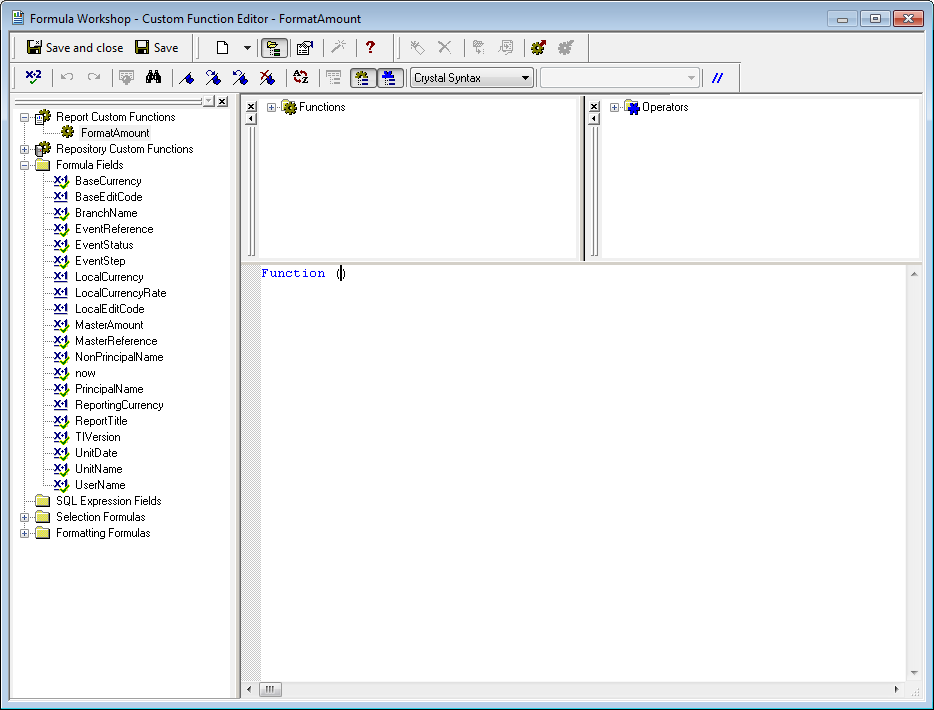 Formula Workshop - Custom Function Editor - FormatAmount
Save and close Save
Crystal Syntax
Report Custom Functions
FormatAmount
Repository Custom Functions
Formula Fields
BaseCurrency
BaseEditCode
BranchName
EventReference
EventStatus
EventStep
LocalCurrency
LocalCurrencyRate
LocalEditCode
MasterAmount
MasterReference
NonPrincipalName
now
PrincipalName
ReportingCurrency
ReportTitle
TIVersion
UnitDate
UnitName
UserName
SQL Expression Fields
Selection Formulas
Formatting Formulas
Functions
Operators
Function ()